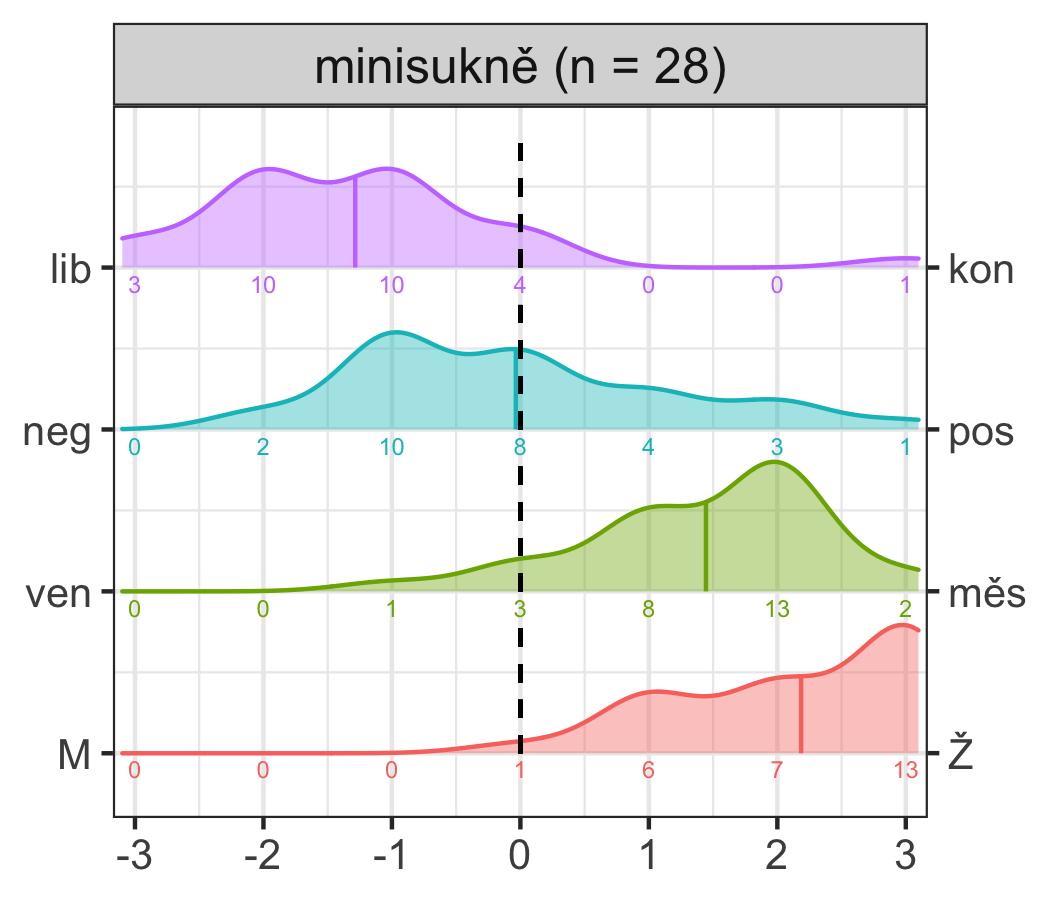 minisukně (n = 28)
lib kon
3 10 10 4 0 0 1
neg pos
0 2 10 8 4 3 1
ven měs
0 0 1 3 8 13 2
M Ž
0 0 0 1 6 7 13
-3 -2 -1 0 1 2 3